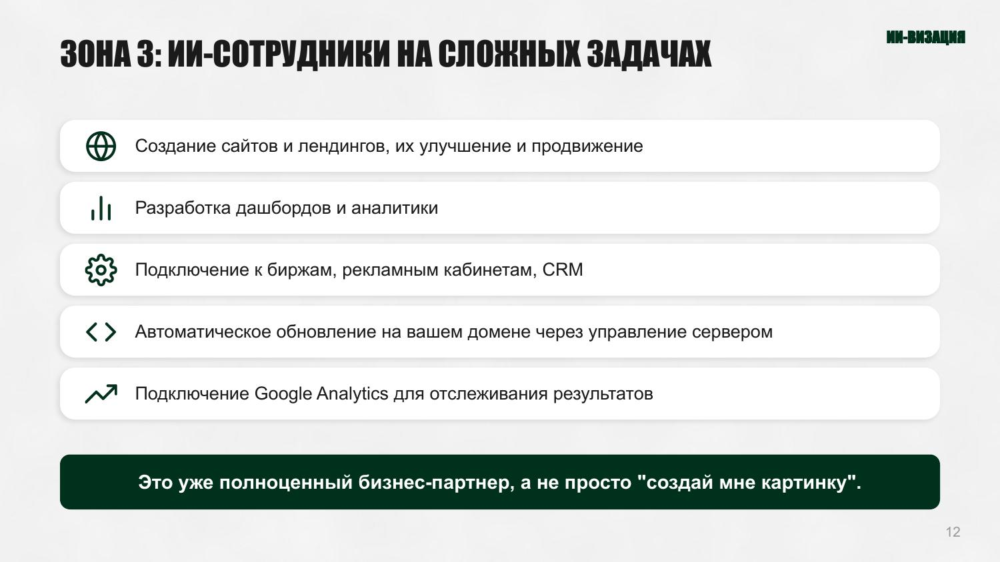 ЗОНА 3: ИИ-СОТРУДНИКИ НА СЛОЖНЫХ ЗАДАЧАХ
ИИ-ВИЗАЦИЯ
Создание сайтов и лендингов, их улучшение и продвижение
Разработка дашбордов и аналитики
Подключение к биржам, рекламным кабинетам, CRM
Автоматическое обновление на вашем домене через управление сервером
Подключение Google Analytics для отслеживания результатов
Это уже полноценный бизнес-партнер, а не просто "создай мне картинку".
12